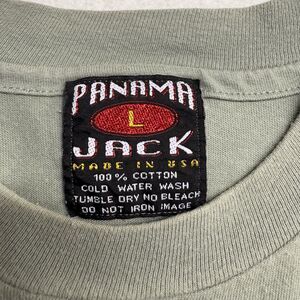 PANAMA
L
JACK
MADE IN USA
100% COTTON
COLD WATER WASH
TUMBLE DRY NO BLEACH
DO NOT IRON IMAGE